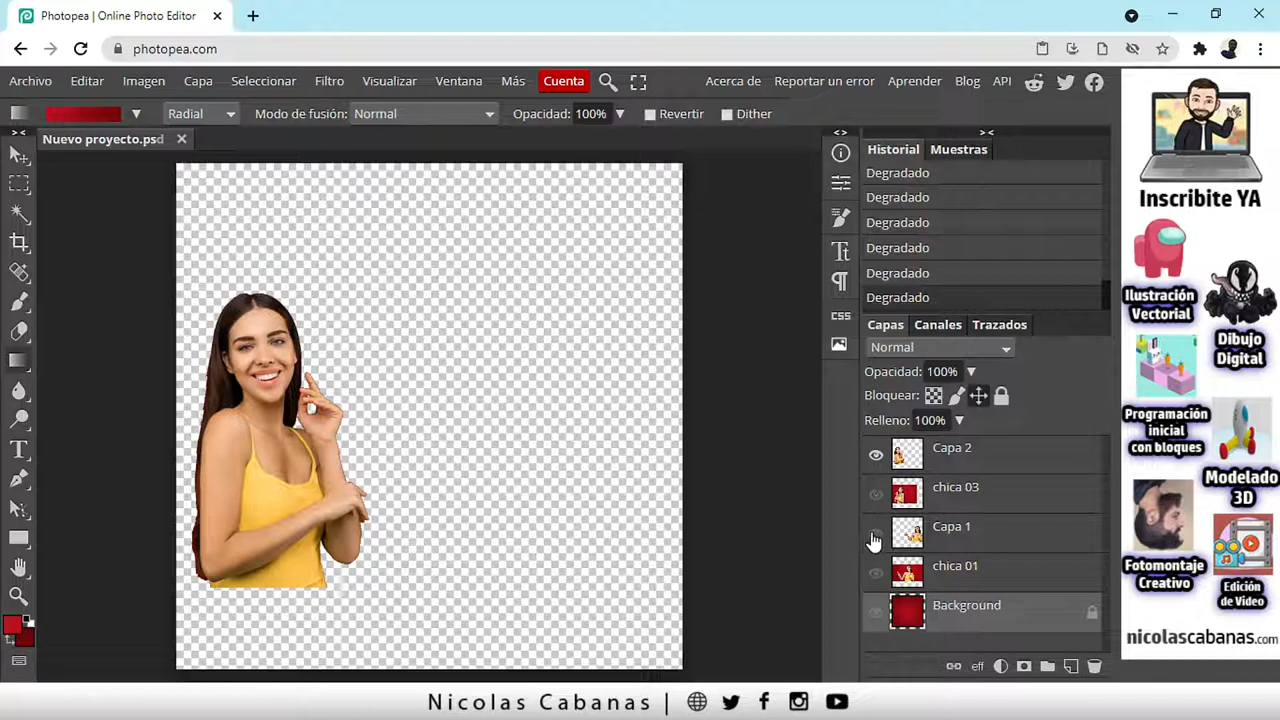 Photopea | Online Photo Editor
photopea.com
Archivo Editar Imagen Capa Seleccionar Filtro Visualizar Ventana Más Cuenta Acerca de Reportar un error Aprender Blog API
Radial Modo de fusión: Normal Opacidad: 100% Revertir Dither
Nuevo proyecto.psd
Historial Muestras
Degradado
Degradado
Degradado
Degradado
Degradado
Degradado
CSS
Capas Canales Trazados
Normal
Opacidad: 100%
Bloquear:
Relleno: 100%
Capa 2
chica 03
Capa 1
chica 01
Background
eff
Inscribite YA
Ilustración
Vectorial
Dibujo
Digital
Programación
inicial
con bloques
Modelado
3D
Fotomontaje
Creativo
Edición
de Video
nicolascabanas.com
Nicolas Cabanas |